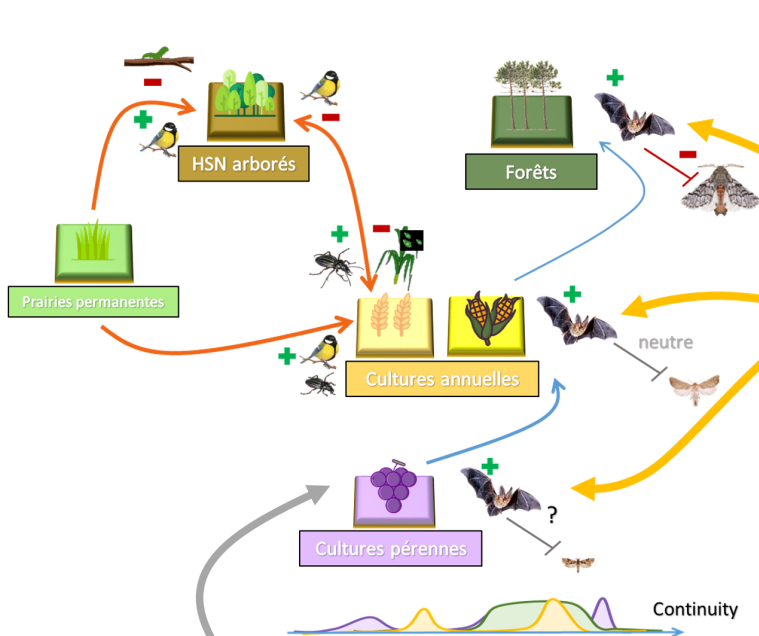 HSN arborés
Forêts
Prairies permanentes
neutre
Cultures annuelles
?
Cultures pérennes
Continuity